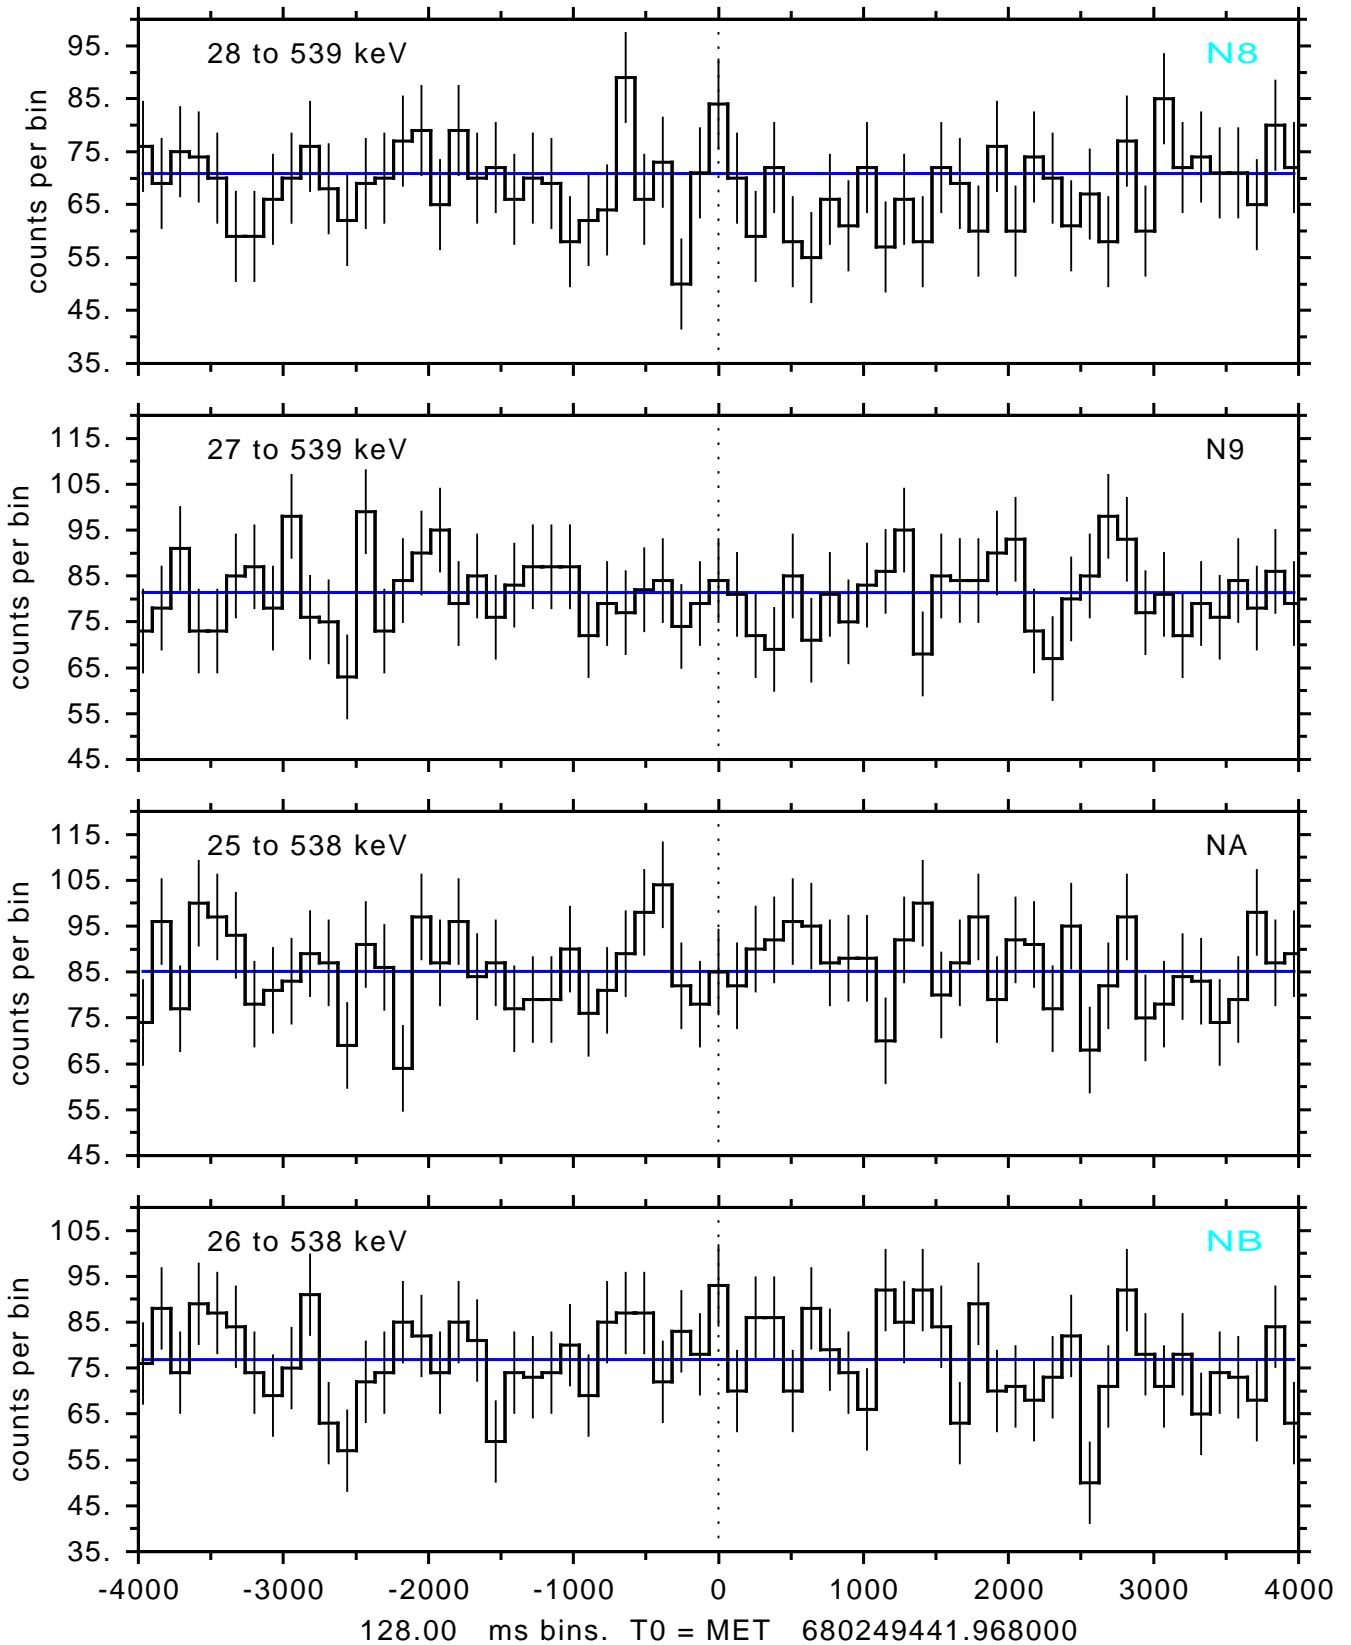 95.
28 to 539 keV
N8
85.
75.
65.
55.
45.
35.
counts per bin
115.
27 to 539 keV
N9
105.
95.
85.
75.
65.
55.
45.
counts per bin
115.
25 to 538 keV
NA
105.
95.
85.
75.
65.
55.
45.
counts per bin
105.
26 to 538 keV
NB
95.
85.
75.
65.
55.
45.
35.
counts per bin
-4000 -3000 -2000 -1000 0 1000 2000 3000 4000
128.00 ms bins. T0 = MET 680249441.968000